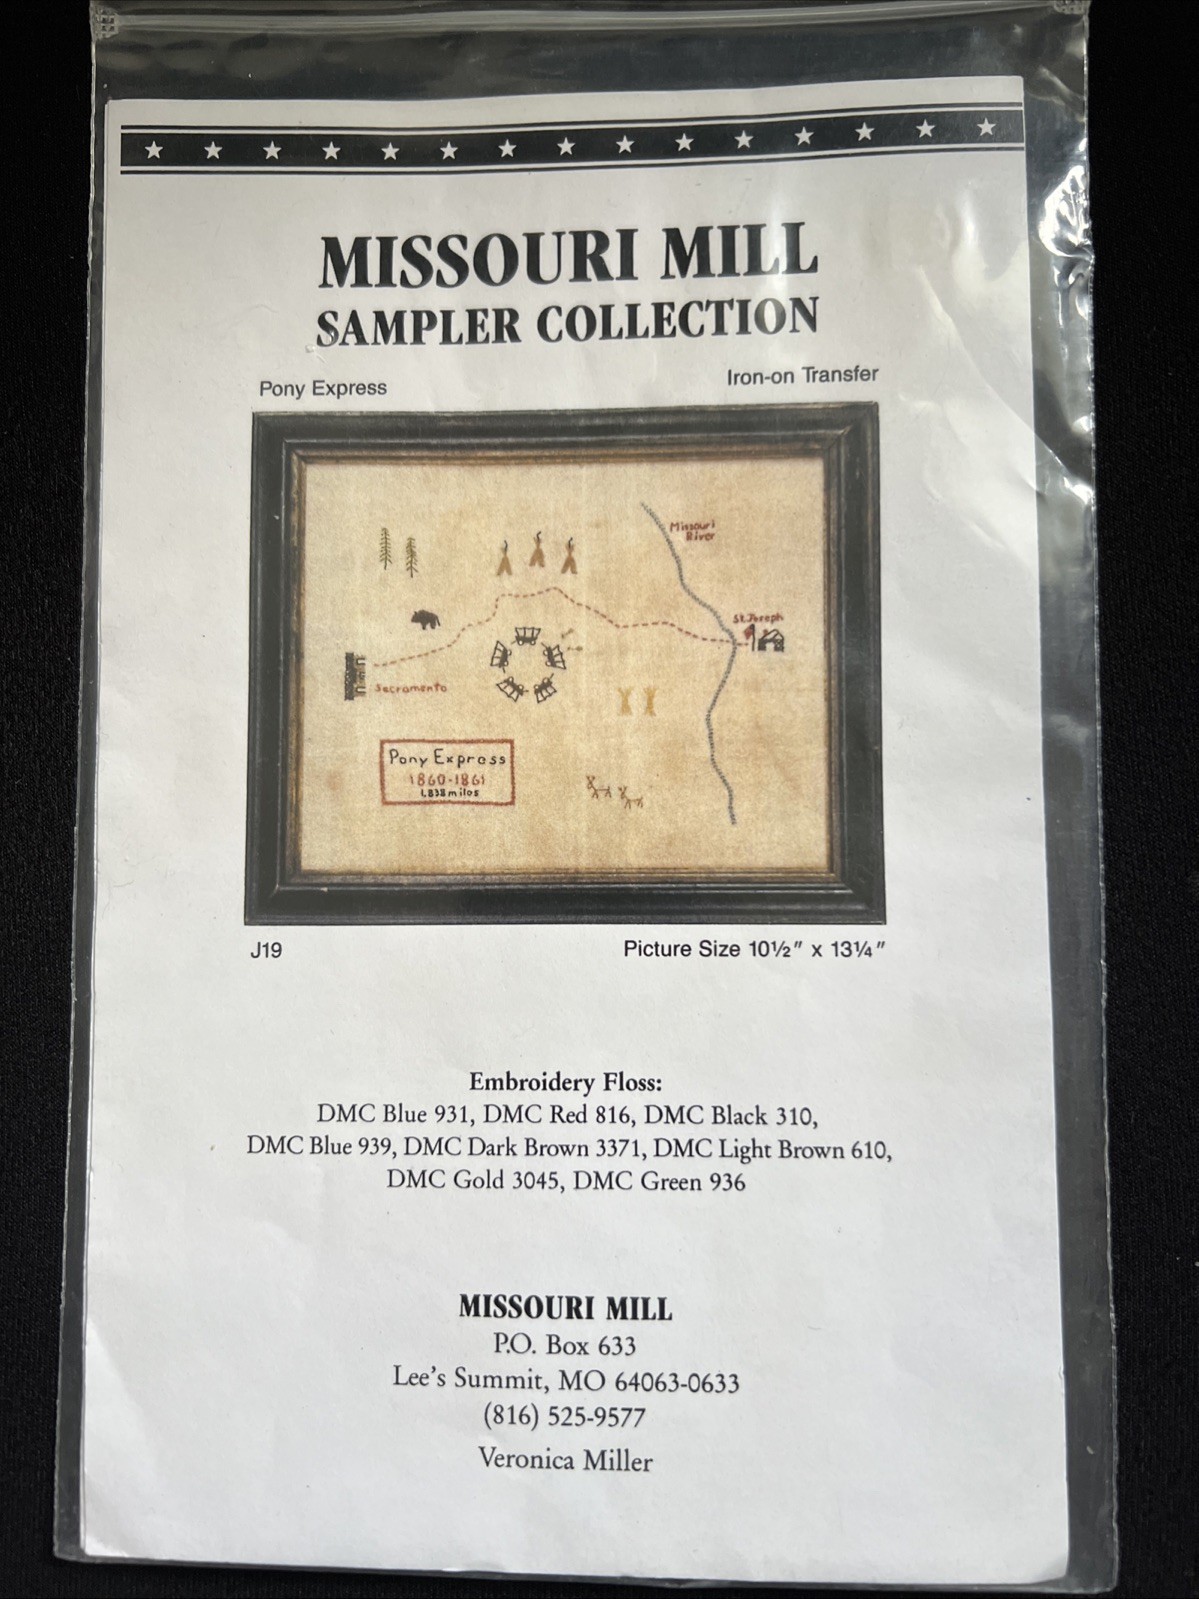 MISSOURI MILL
SAMPLER COLLECTION
Pony Express
Iron-on Transfer
Missouri
River
St. Joseph
Sacramento
Pony Express
1860-1861
1,838 miles
J19
Picture Size 10½" x 13¼"
Embroidery Floss:
DMC Blue 931, DMC Red 816, DMC Black 310,
DMC Blue 939, DMC Dark Brown 3371, DMC Light Brown 610,
DMC Gold 3045, DMC Green 936
MISSOURI MILL
P.O. Box 633
Lee's Summit, MO 64063-0633
(816) 525-9577
Veronica Miller